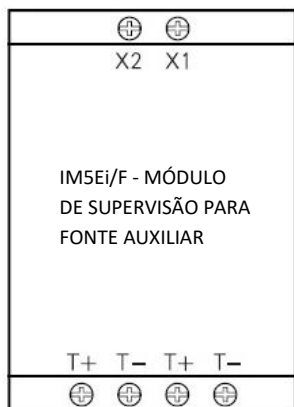 X2 X1
IM5Ei/F - MÓDULO
DE SUPERVISÃO PARA
FONTE AUXILIAR
T+ T− T+ T−